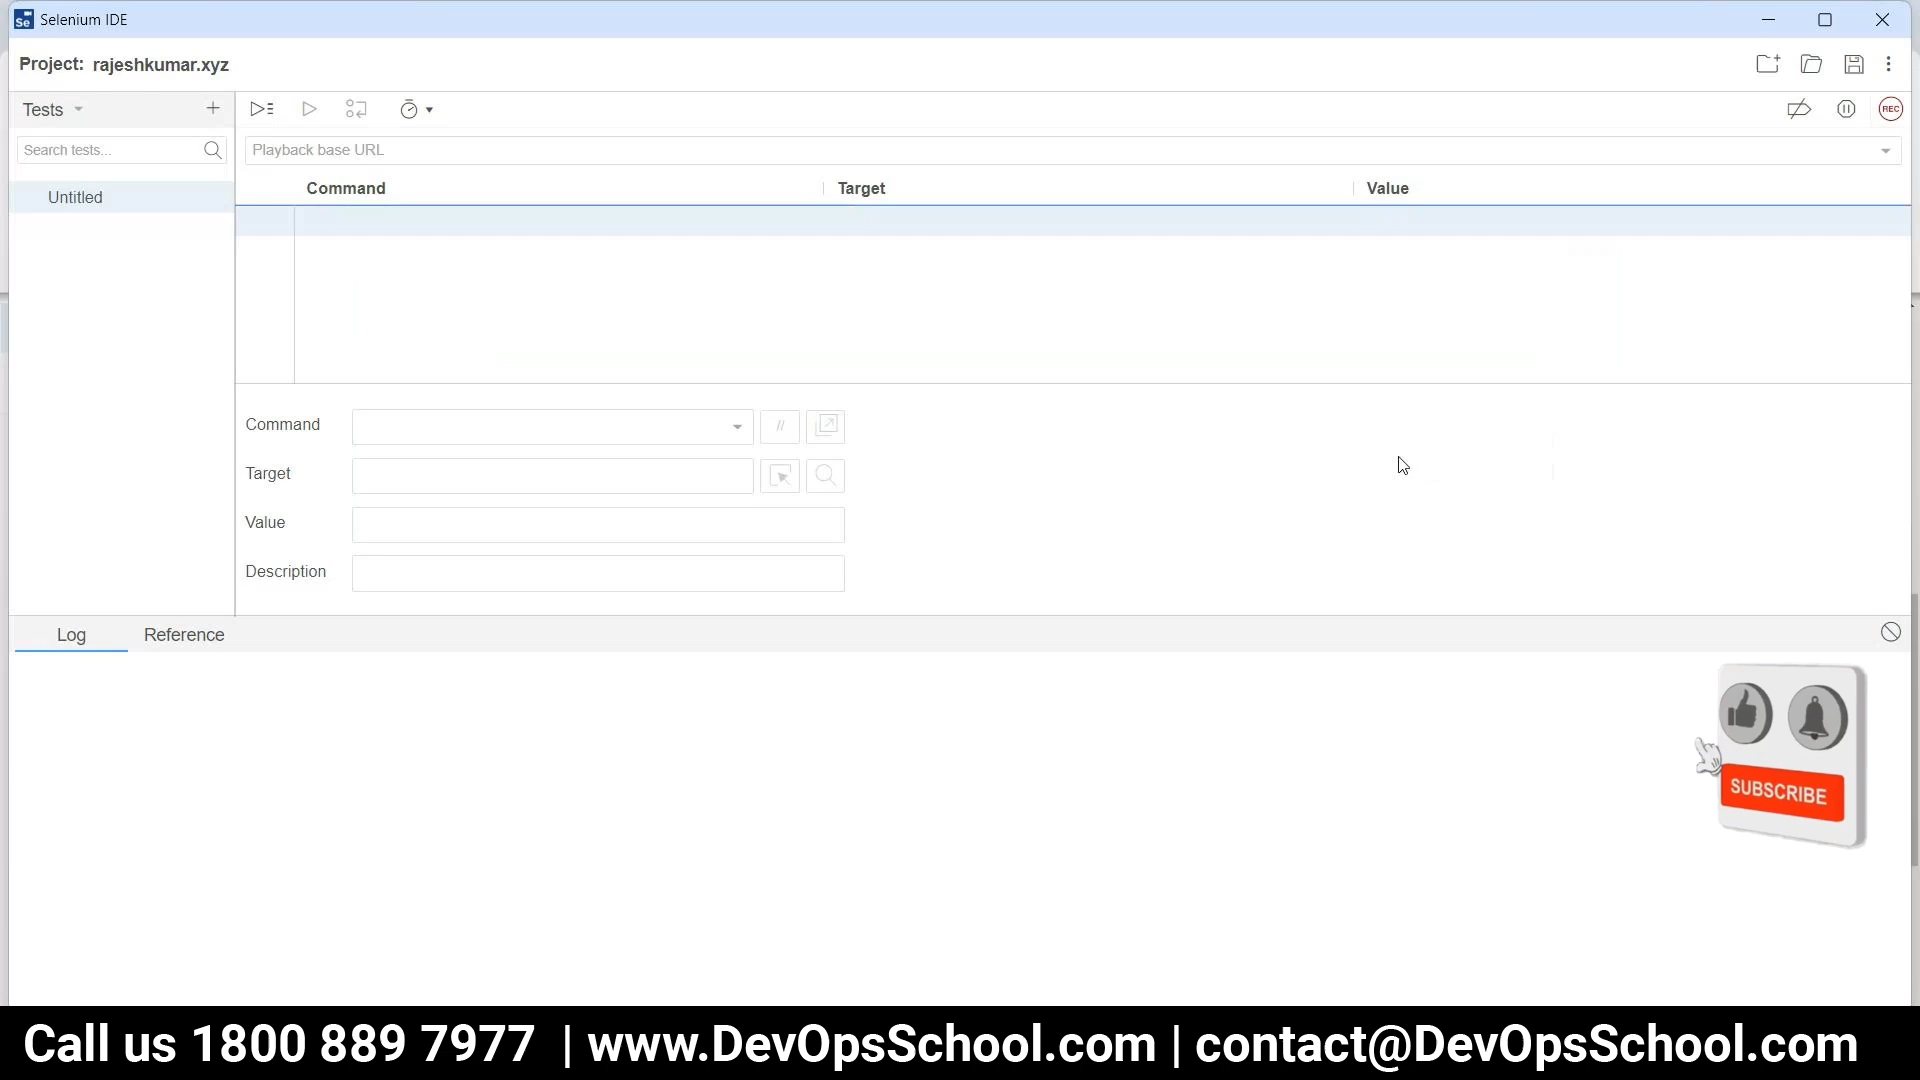 Se Selenium IDE
Project: rajeshkumar.xyz
Tests
Search tests...
Untitled
REC
Playback base URL
Command Target Value
Command //
Target
Value
Description
Log Reference
SUBSCRIBE
Call us 1800 889 7977 | www.DevOpsSchool.com | contact@DevOpsSchool.com